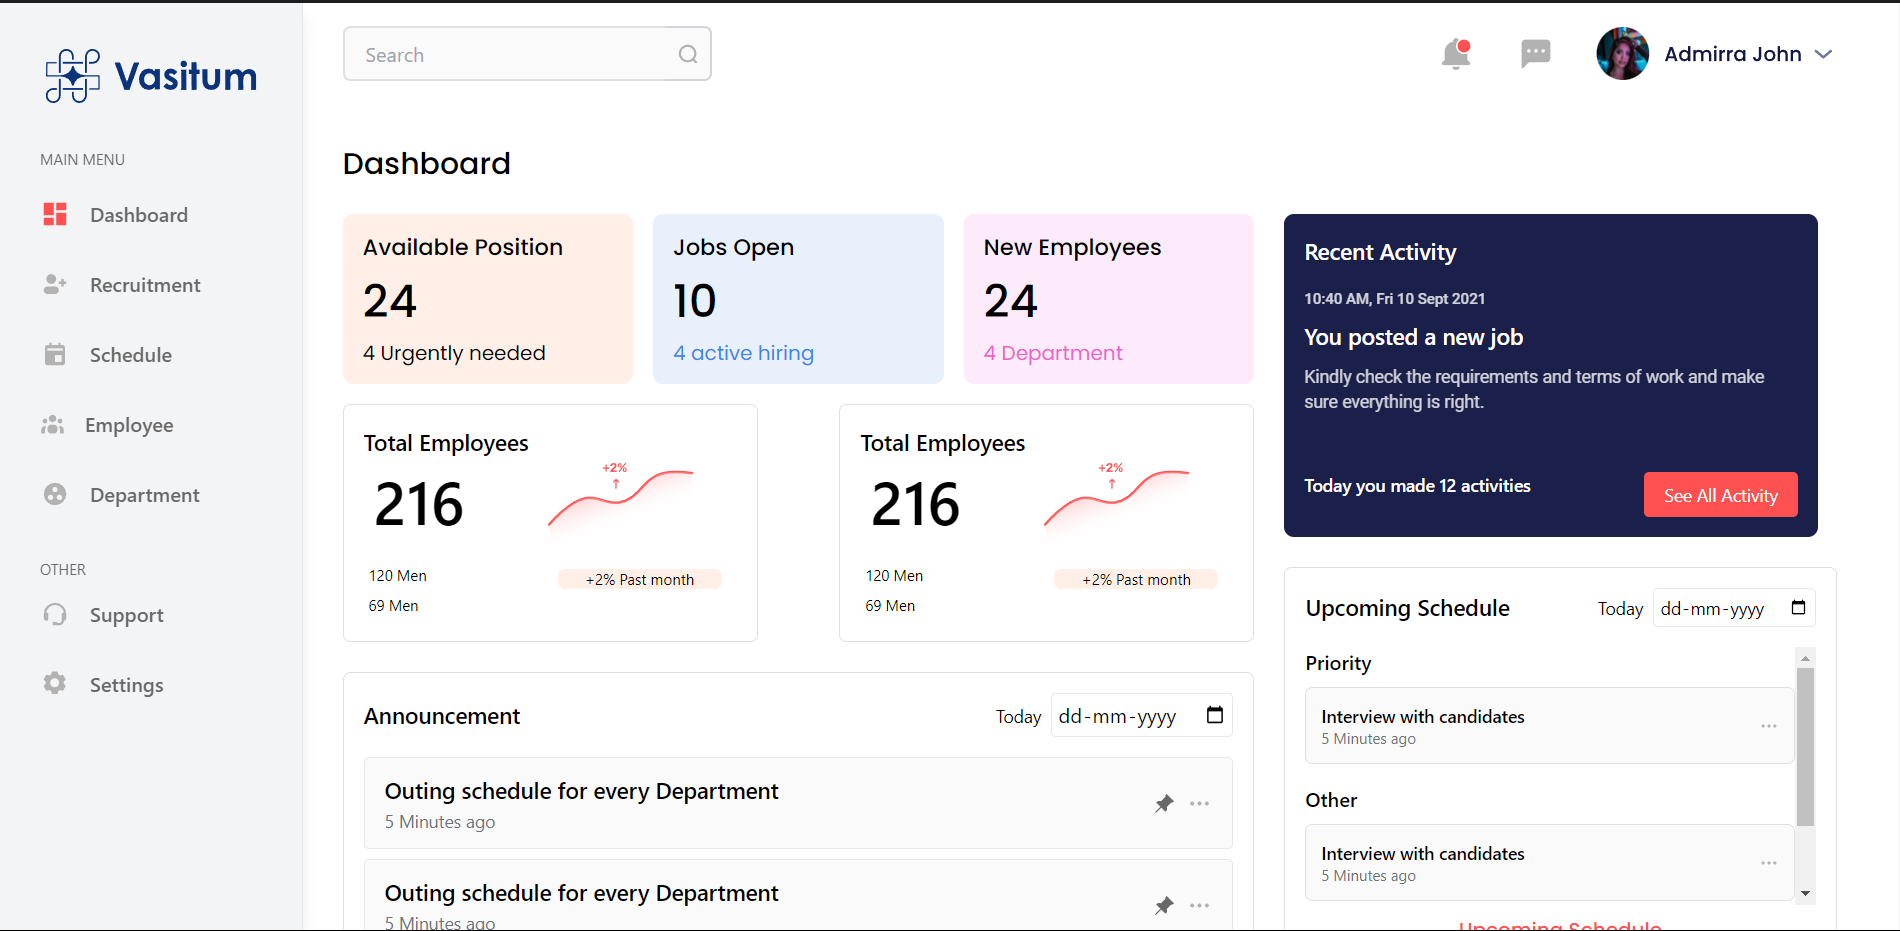 Vasitum
MAIN MENU
Dashboard
Recruitment
Schedule
Employee
Department
OTHER
Support
Settings
Search
Admirra John
Dashboard
Available Position
24
4 Urgently needed
Jobs Open
10
4 active hiring
New Employees
24
4 Department
Total Employees
216
+2%
↑
120 Men
69 Men
+2% Past month
Total Employees
216
+2%
↑
120 Men
69 Men
+2% Past month
Announcement
Today
dd-mm-yyyy
Outing schedule for every Department
5 Minutes ago
Outing schedule for every Department
5 Minutes ago
Recent Activity
10:40 AM, Fri 10 Sept 2021
You posted a new job
Kindly check the requirements and terms of work and make
sure everything is right.
Today you made 12 activities
See All Activity
Upcoming Schedule
Today
dd-mm-yyyy
Priority
Interview with candidates
5 Minutes ago
Other
Interview with candidates
5 Minutes ago
Upcoming Schedule